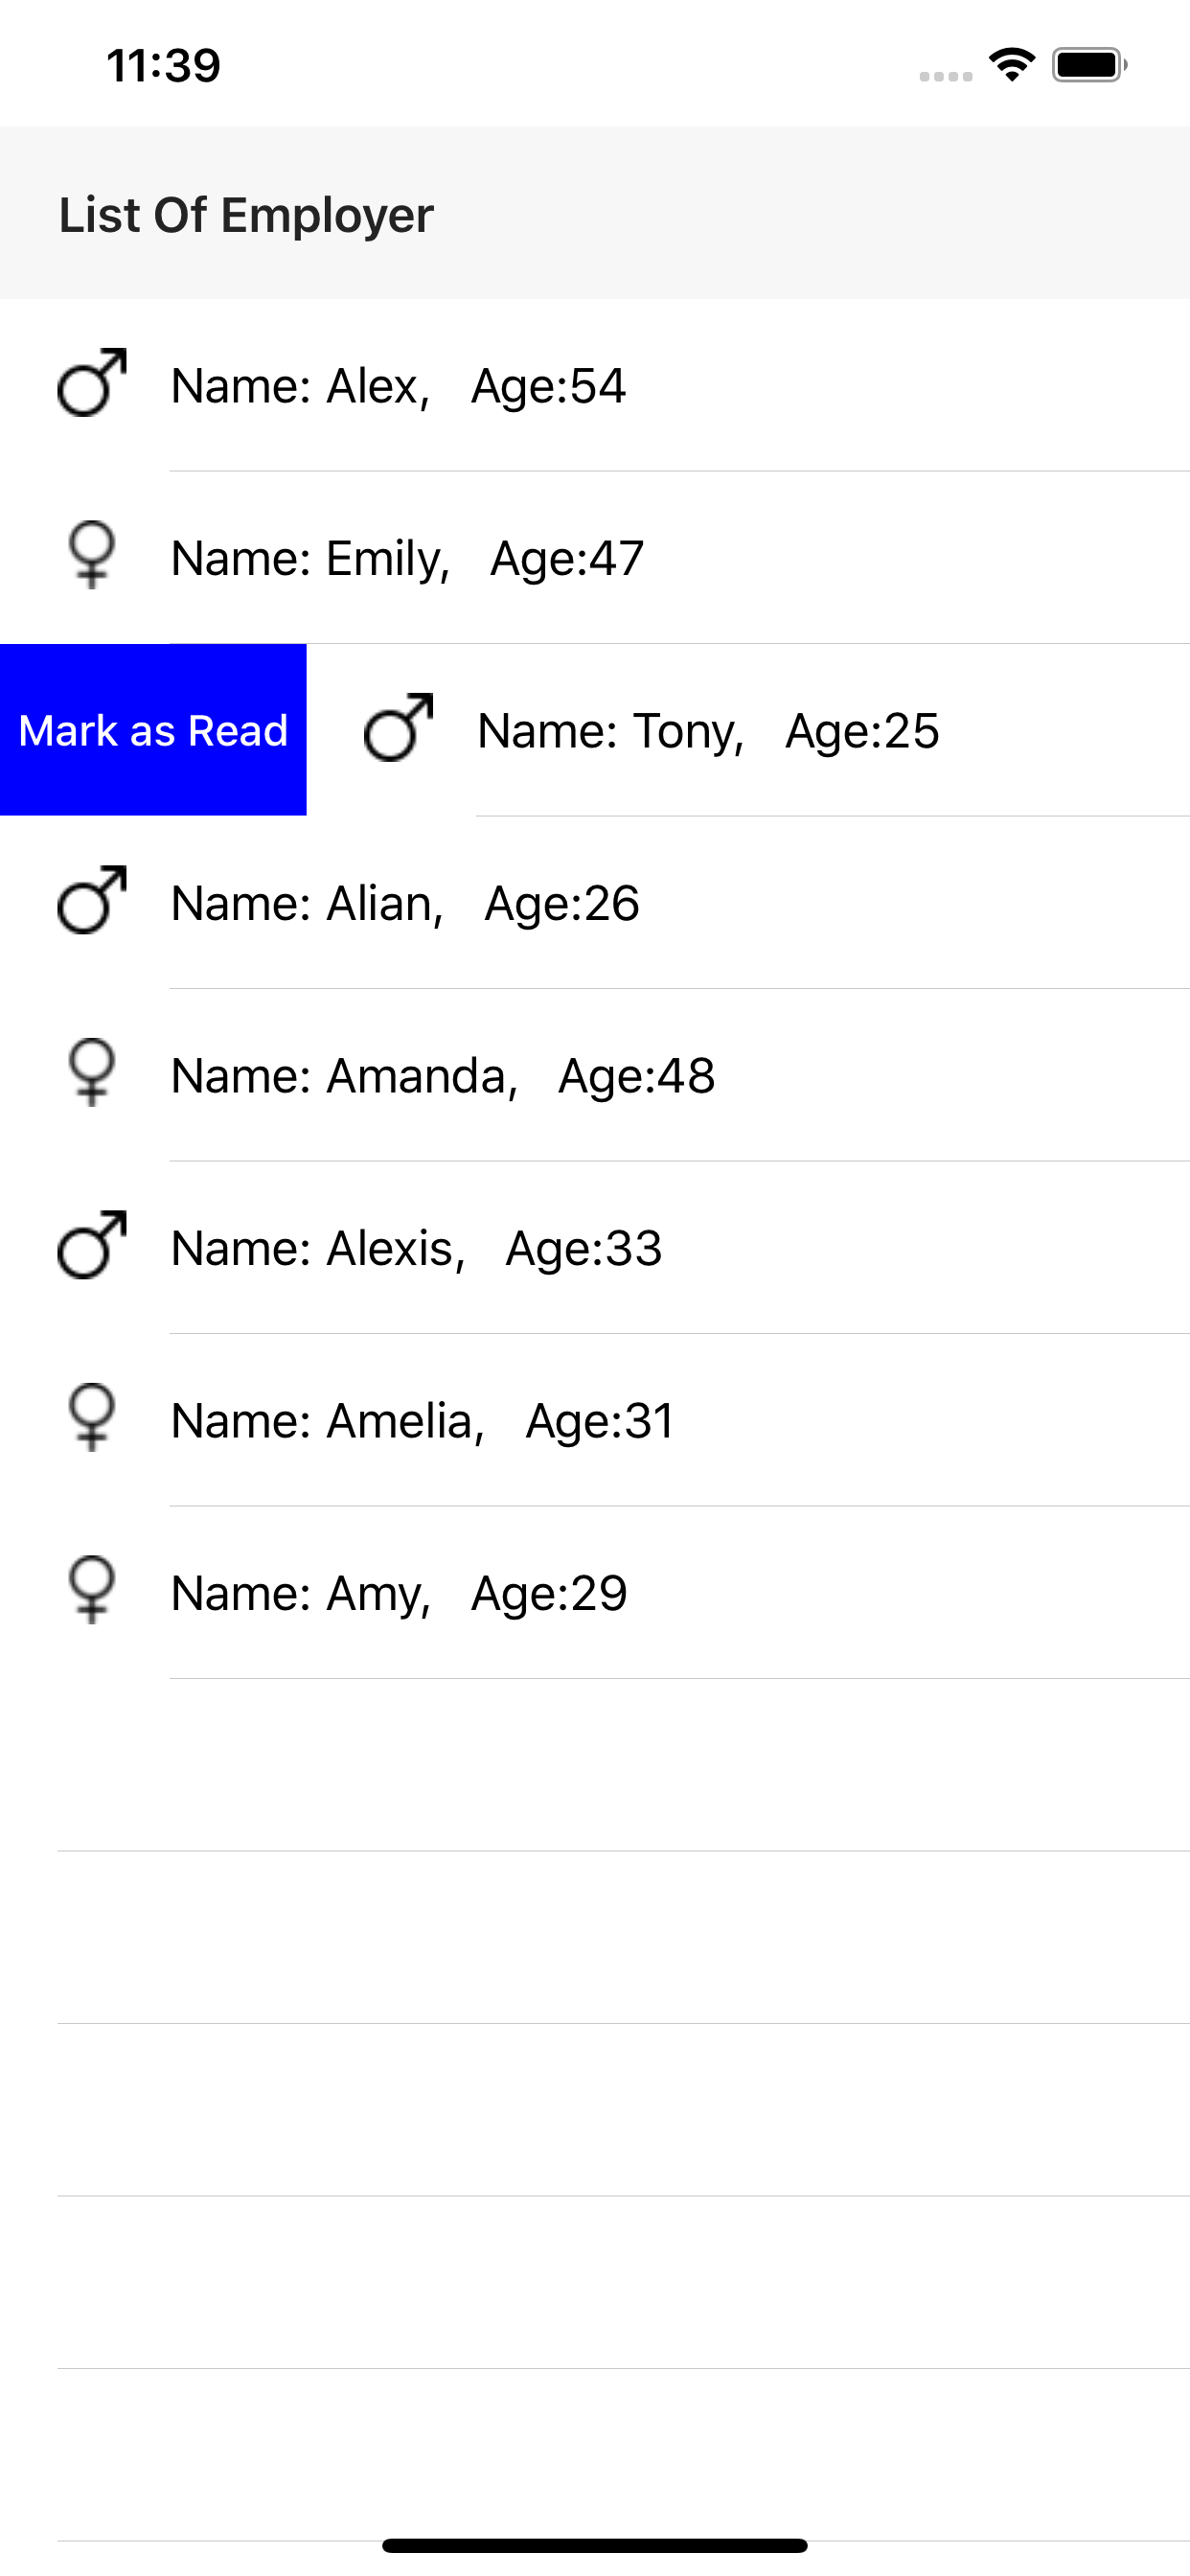 11:39
List Of Employer
Name: Alex,   Age:54
Name: Emily,   Age:47
Mark as Read
Name: Tony,   Age:25
Name: Alian,   Age:26
Name: Amanda,   Age:48
Name: Alexis,   Age:33
Name: Amelia,   Age:31
Name: Amy,   Age:29